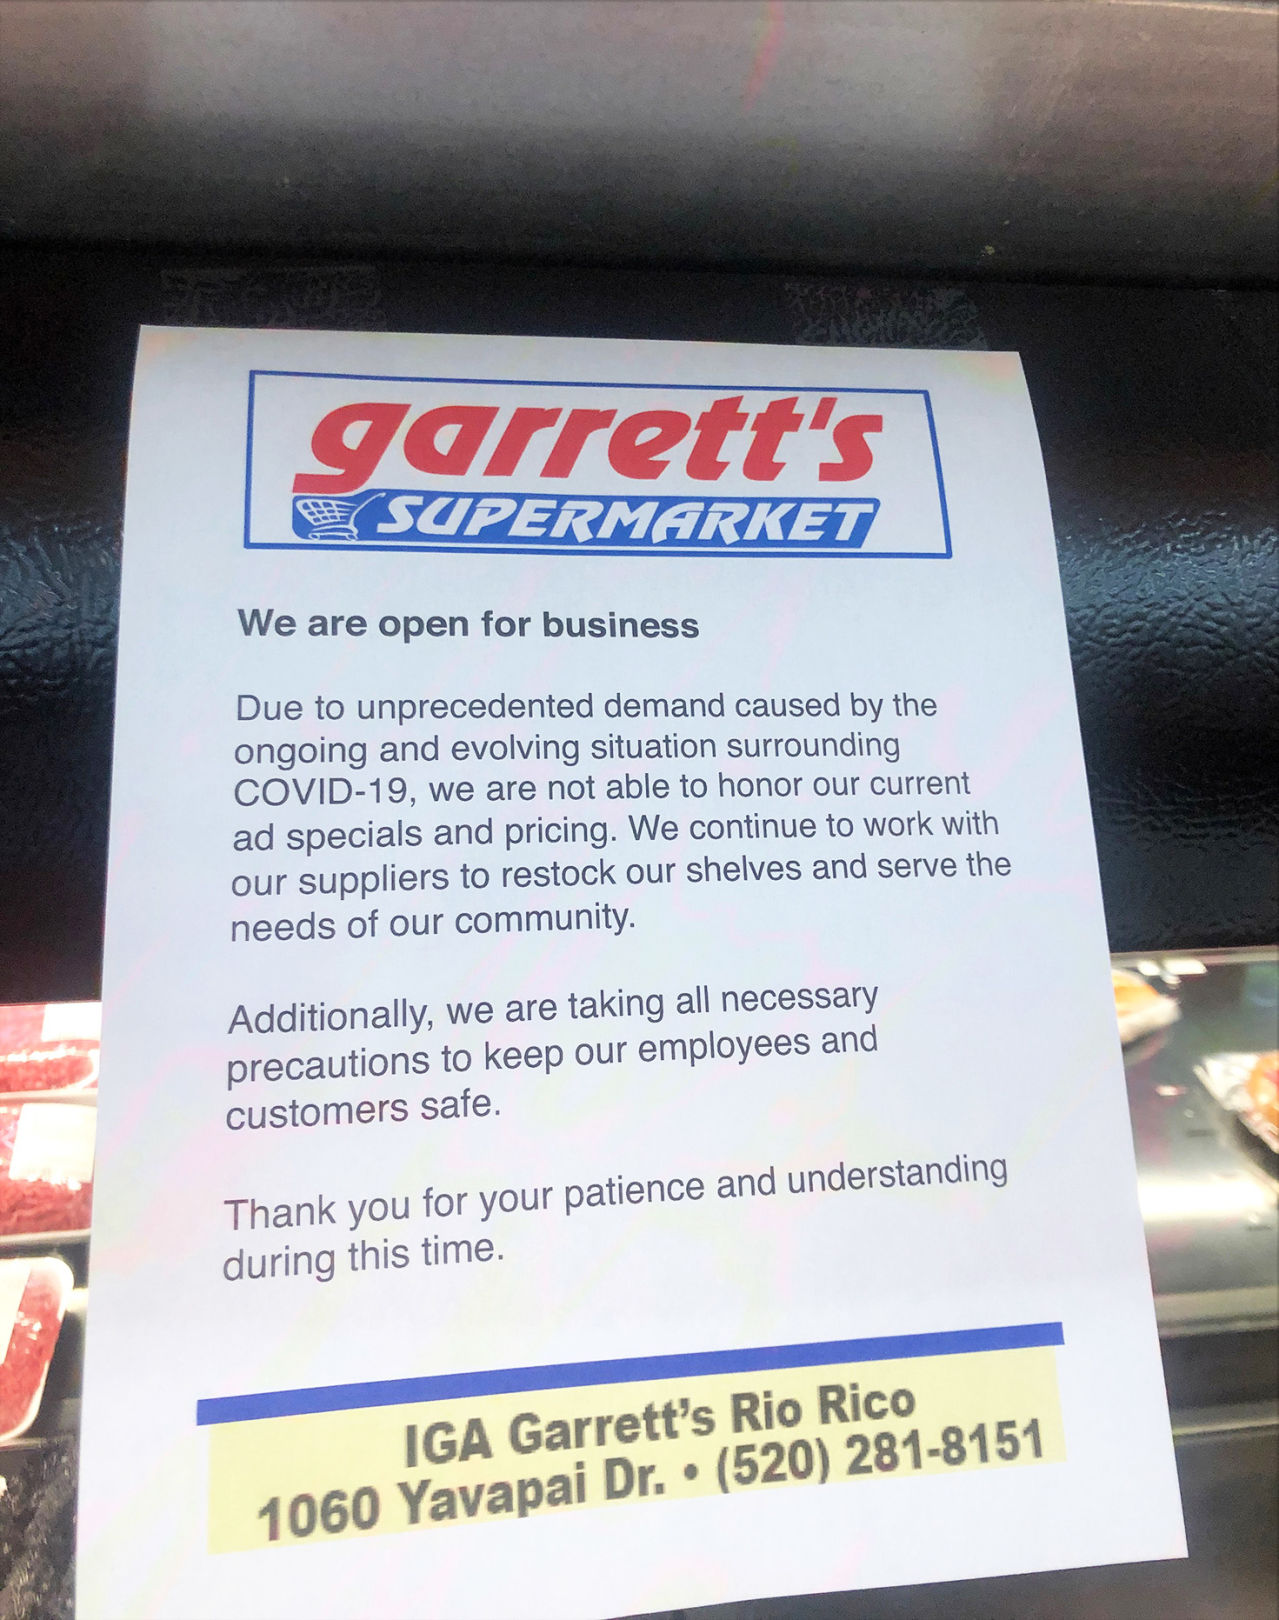 garrett's
SUPERMARKET
We are open for business
Due to unprecedented demand caused by the
ongoing and evolving situation surrounding
COVID-19, we are not able to honor our current
ad specials and pricing. We continue to work with
our suppliers to restock our shelves and serve the
needs of our community.
Additionally, we are taking all necessary
precautions to keep our employees and
customers safe.
Thank you for your patience and understanding
during this time.
IGA Garrett's Rio Rico
1060 Yavapai Dr. • (520) 281-8151